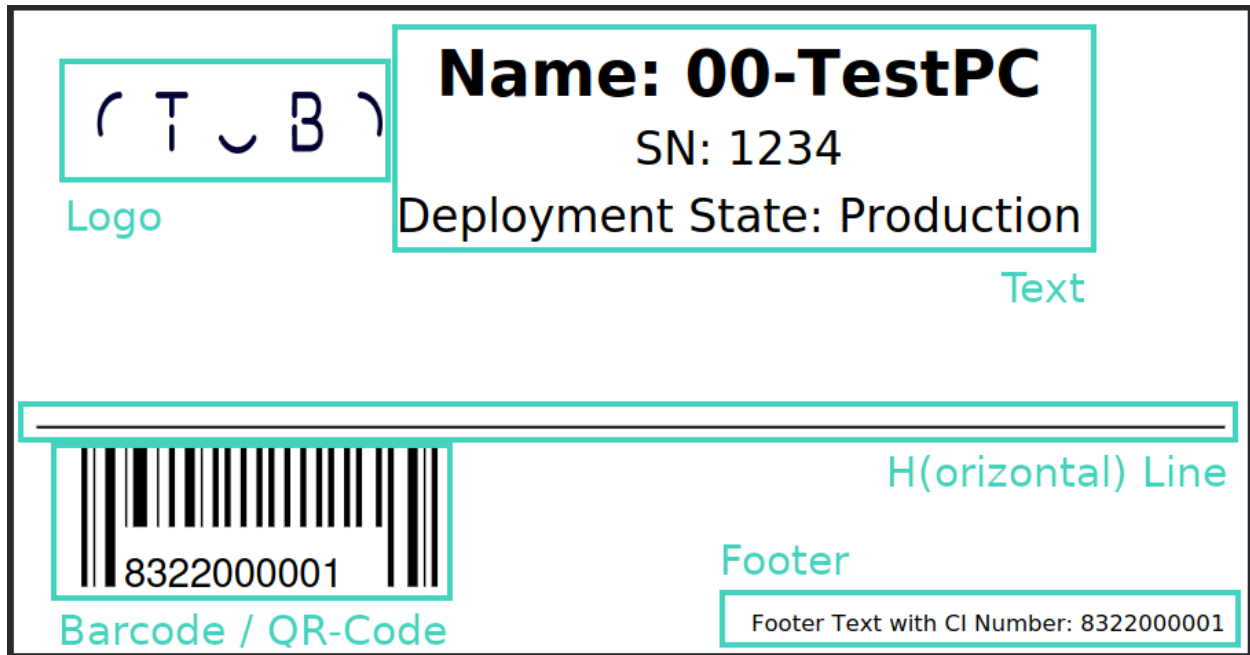 Name: 00-TestPC
SN: 1234
Deployment State: Production
T B
Logo
Text
H(orizontal) Line
8322000001
Barcode / QR-Code
Footer
Footer Text with CI Number: 8322000001